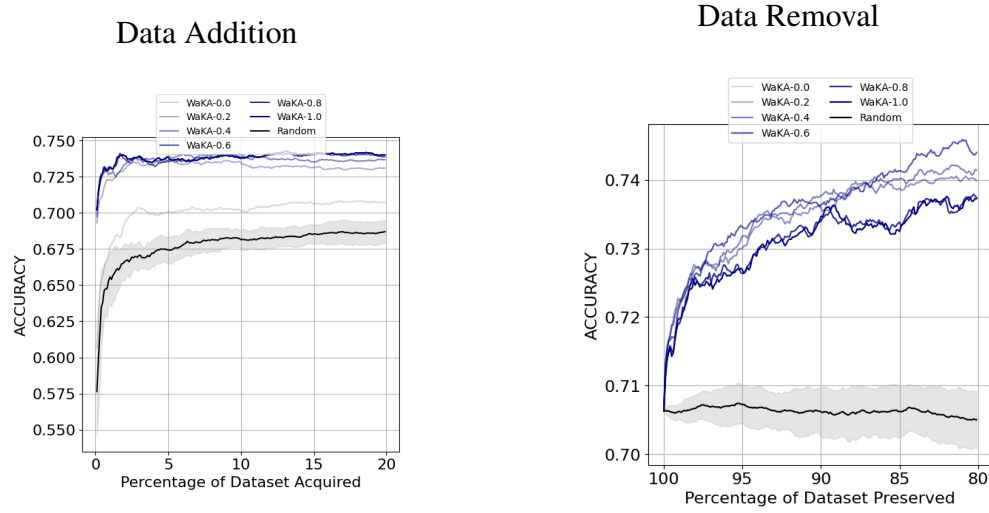 Data Addition
WaKA-0.0
WaKA-0.2
WaKA-0.4
WaKA-0.6
WaKA-0.8
WaKA-1.0
Random
0.750
0.725
0.700
0.675
0.650
0.625
0.600
0.575
0.550
ACCURACY
0 5 10 15 20
Percentage of Dataset Acquired
Data Removal
WaKA-0.0
WaKA-0.2
WaKA-0.4
WaKA-0.6
WaKA-0.8
WaKA-1.0
Random
0.74
0.73
0.72
0.71
0.70
ACCURACY
100 95 90 85 80
Percentage of Dataset Preserved